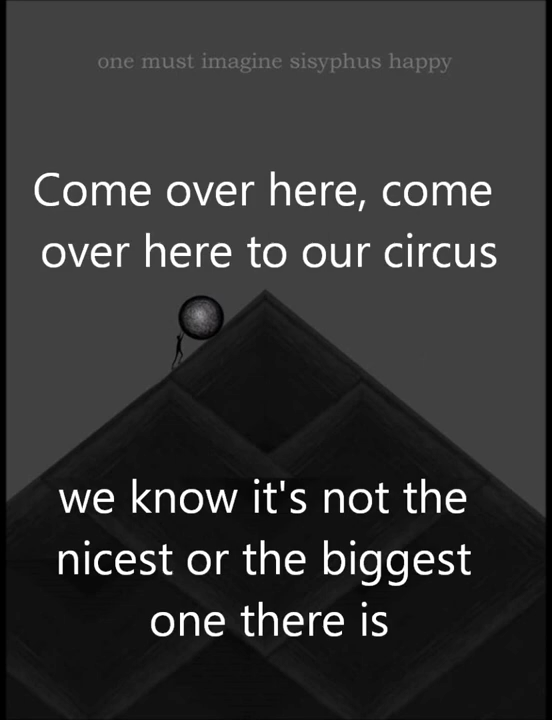 one must imagine sisyphus happy
Come over here, come
over here to our circus
we know it's not the
nicest or the biggest
one there is